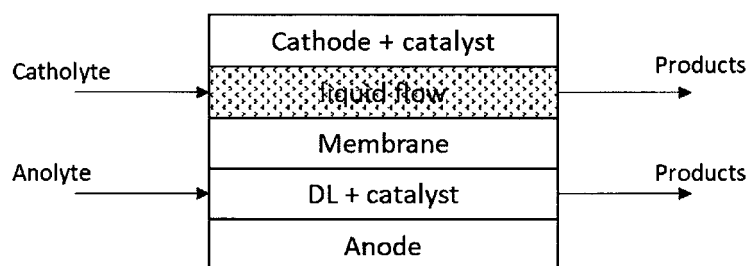 Cathode + catalyst
Catholyte
liquid flow
Products
Membrane
Anolyte
DL + catalyst
Products
Anode